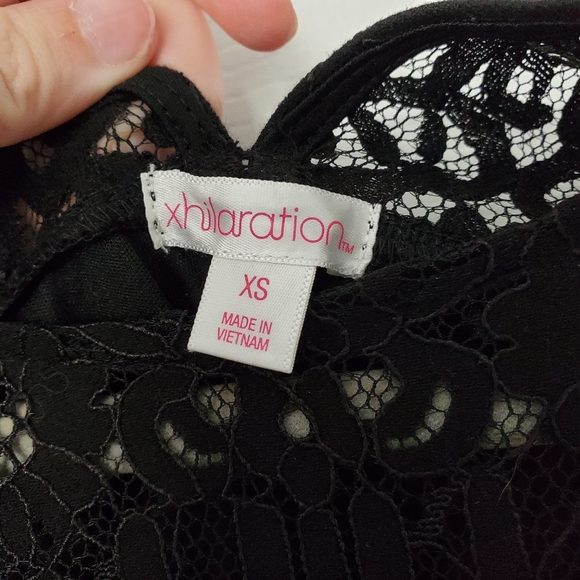 xhilaration™
XS
MADE IN
VIETNAM